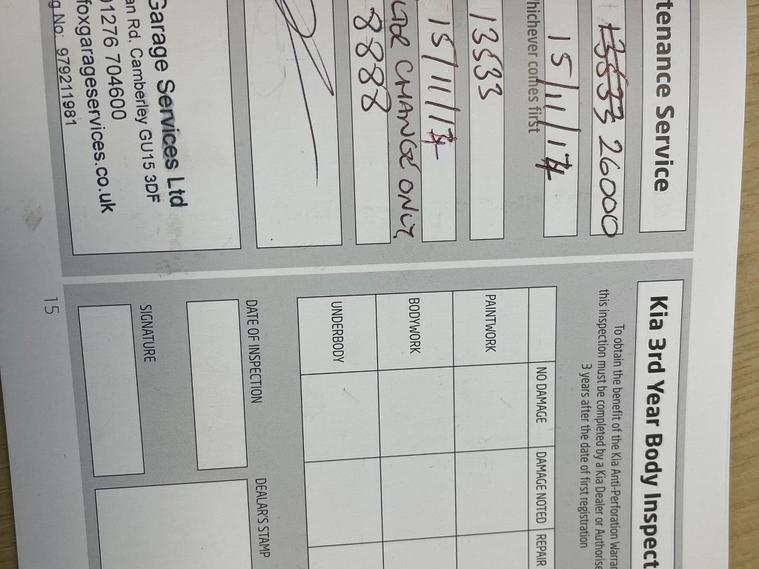 tenance Service
13533 26000
15/11/17
hichever comes first
13533
15/11/17
CHANGE ONLY
8888
Garage Services Ltd
an Rd. Camberley GU15 3DF
01276 704600
foxgarageservices.co.uk
g No: 979211981
Kia 3rd Year Body Inspect
To obtain the benefit of the Kia Anti-Perforation Warran
this inspection must be completed by a Kia Dealer or Authorise
3 years after the date of first registration
NO DAMAGE DAMAGE NOTED REPAIR
PAINTWORK
BODYWORK
UNDERBODY
DATE OF INSPECTION
DEALAR'S STAMP
SIGNATURE
15